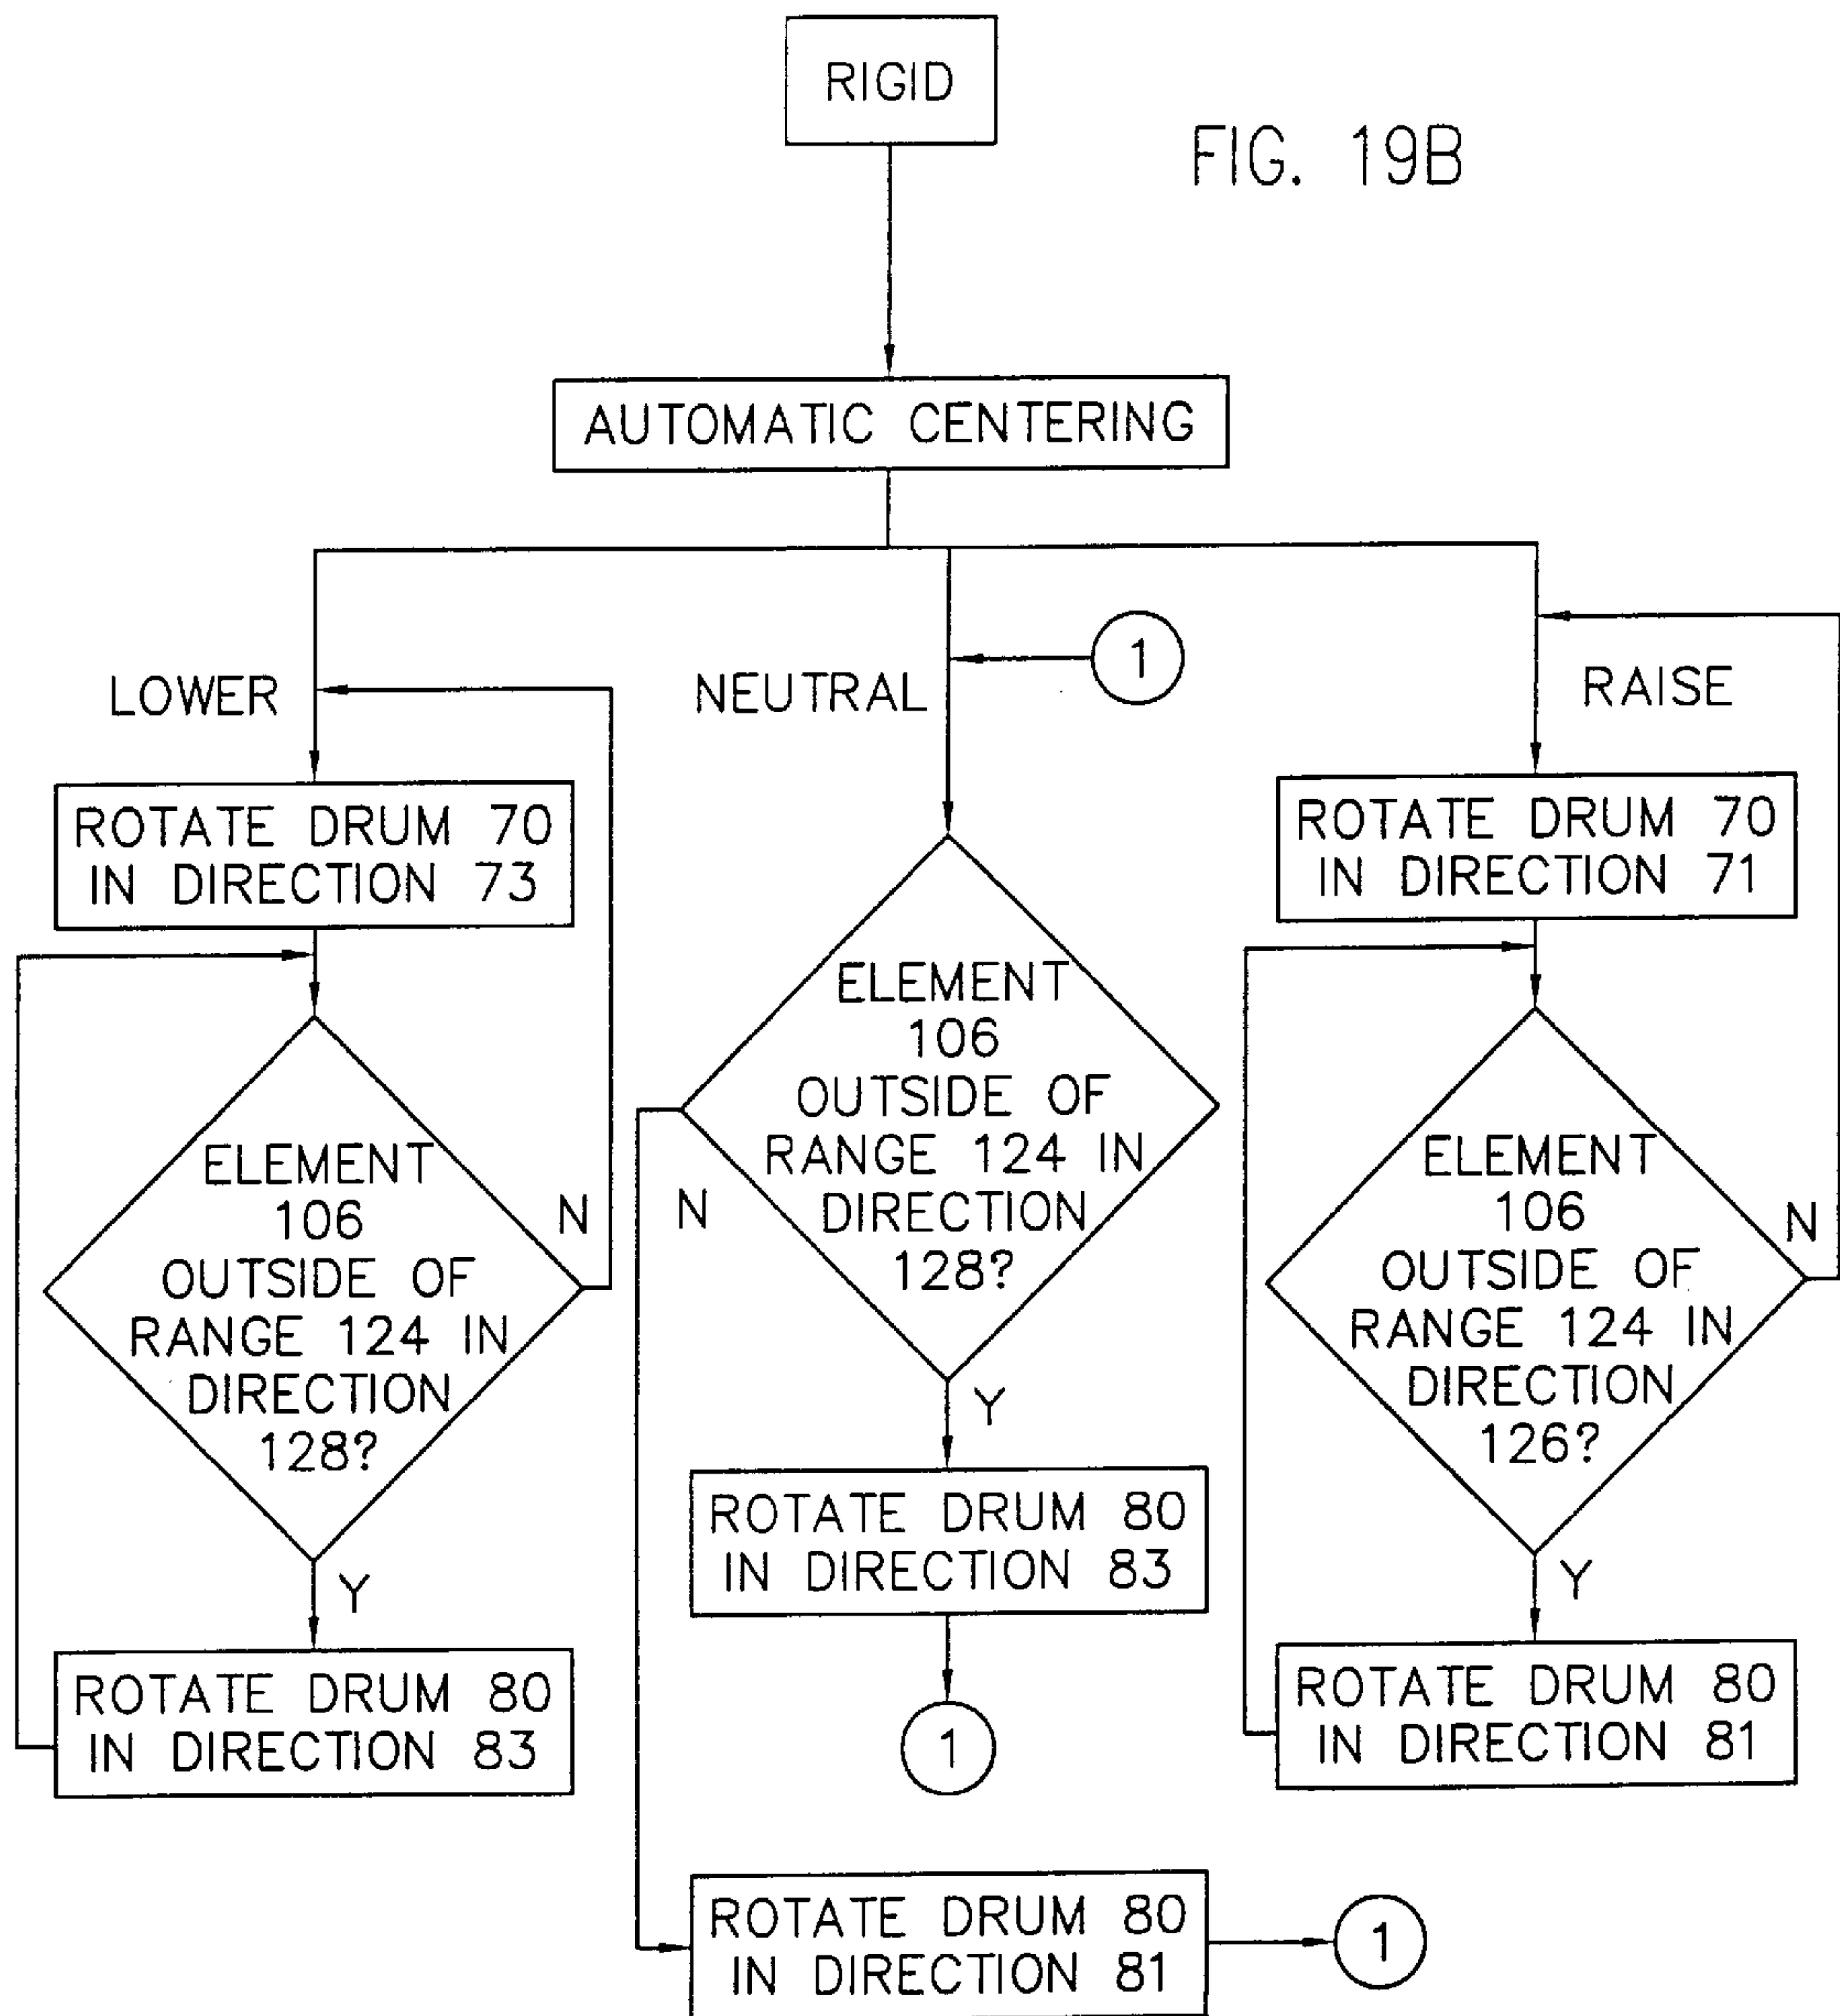 RIGID
FIG. 19B
AUTOMATIC CENTERING
LOWER
NEUTRAL
1
RAISE
ROTATE DRUM 70
IN DIRECTION 73
ELEMENT
106
OUTSIDE OF
RANGE 124 IN
DIRECTION
128?
N
Y
ROTATE DRUM 80
IN DIRECTION 83
ELEMENT
106
OUTSIDE OF
RANGE 124 IN
DIRECTION
128?
N
Y
ROTATE DRUM 80
IN DIRECTION 83
1
ROTATE DRUM 80
IN DIRECTION 81
1
ROTATE DRUM 70
IN DIRECTION 71
ELEMENT
106
OUTSIDE OF
RANGE 124 IN
DIRECTION
126?
N
Y
ROTATE DRUM 80
IN DIRECTION 81